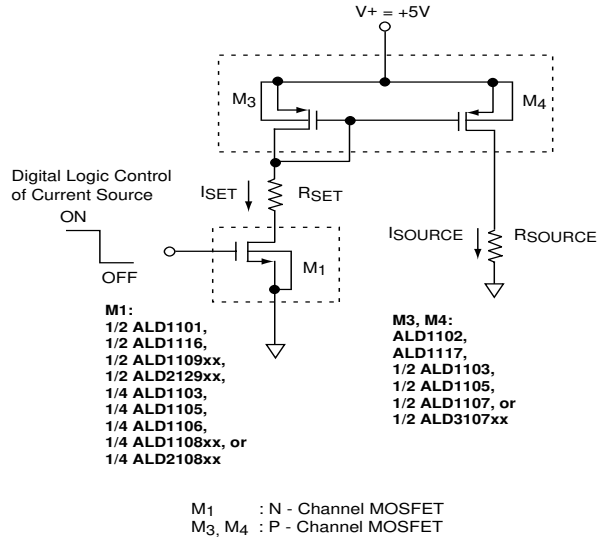 V+ = +5V
M3
M4
Digital Logic Control
of Current Source
ON
OFF
ISET
RSET
M1
ISOURCE
RSOURCE
M1:
1/2 ALD1101,
1/2 ALD1116,
1/2 ALD1109xx,
1/2 ALD2129xx,
1/4 ALD1103,
1/4 ALD1105,
1/4 ALD1106,
1/4 ALD1108xx, or
1/4 ALD2108xx
M3, M4:
ALD1102,
ALD1117,
1/2 ALD1103,
1/2 ALD1105,
1/2 ALD1107, or
1/2 ALD3107xx
M1 : N - Channel MOSFET
M3, M4 : P - Channel MOSFET